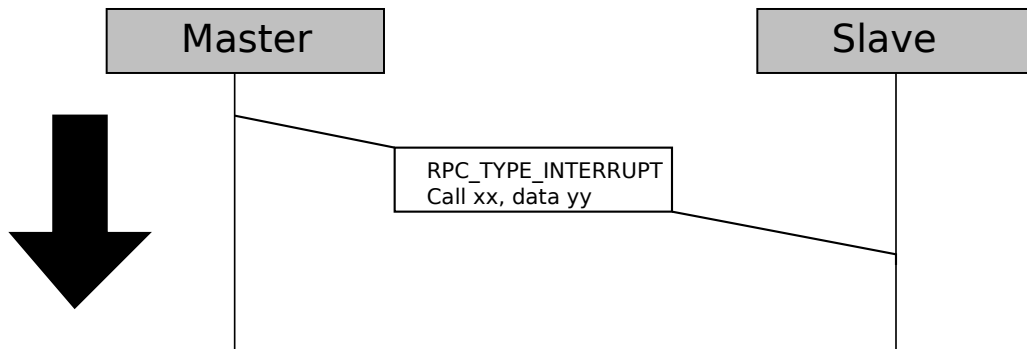 Master
Slave
RPC_TYPE_INTERRUPT
Call xx, data yy